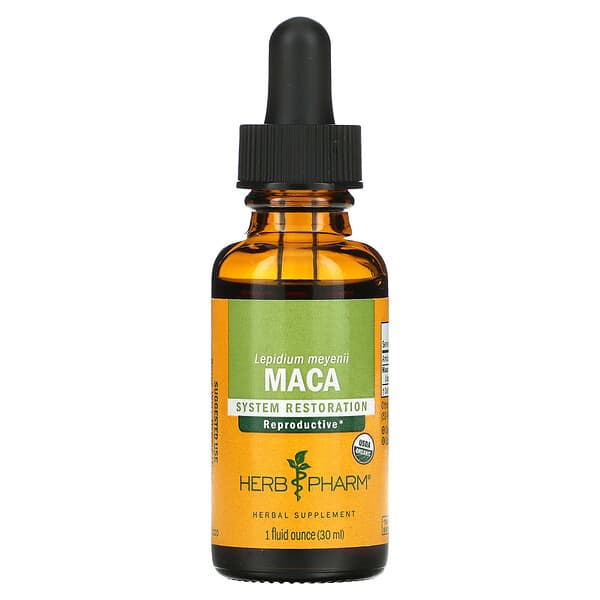 Lepidium meyenii
MACA
SYSTEM RESTORATION
Reproductive*
USDA
ORGANIC
HERB PHARM®
HERBAL SUPPLEMENT
1 fluid ounce (30 ml)
SUGGESTED USE